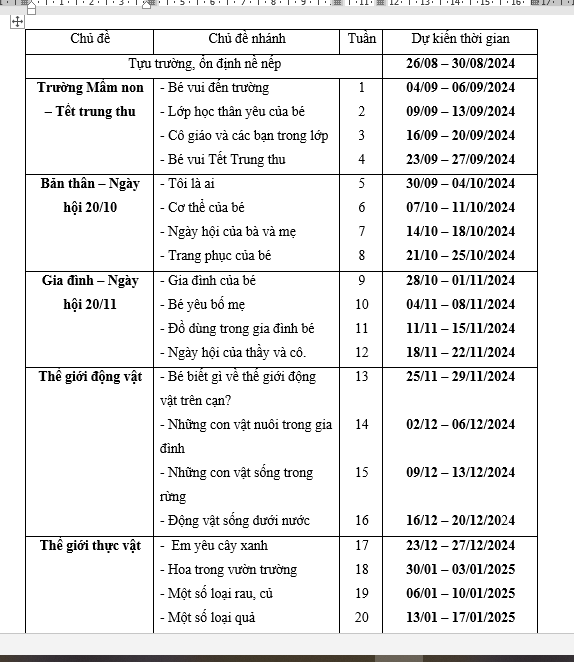 Chủ đề Chủ đề nhánh Tuần Dự kiến thời gian
Tựu trường, ổn định nề nếp 26/08 – 30/08/2024
Trường Mầm non - Bé vui đến trường 1 04/09 – 06/09/2024
– Tết trung thu - Lớp học thân yêu của bé 2 09/09 – 13/09/2024
- Cô giáo và các bạn trong lớp 3 16/09 – 20/09/2024
- Bé vui Tết Trung thu 4 23/09 – 27/09/2024
Bản thân – Ngày - Tôi là ai 5 30/09 – 04/10/2024
hội 20/10 - Cơ thể của bé 6 07/10 – 11/10/2024
- Ngày hội của bà và mẹ 7 14/10 – 18/10/2024
- Trang phục của bé 8 21/10 – 25/10/2024
Gia đình – Ngày - Gia đình của bé 9 28/10 – 01/11/2024
hội 20/11 - Bé yêu bố mẹ 10 04/11 – 08/11/2024
- Đồ dùng trong gia đình bé 11 11/11 – 15/11/2024
- Ngày hội của thầy và cô. 12 18/11 – 22/11/2024
Thế giới động vật - Bé biết gì về thế giới động 13 25/11 – 29/11/2024
vật trên cạn?
- Những con vật nuôi trong gia 14 02/12 – 06/12/2024
đình
- Những con vật sống trong 15 09/12 – 13/12/2024
rừng
- Động vật sống dưới nước 16 16/12 – 20/12/2024
Thế giới thực vật - Em yêu cây xanh 17 23/12 – 27/12/2024
- Hoa trong vườn trường 18 30/01 – 03/01/2025
- Một số loại rau, củ 19 06/01 – 10/01/2025
- Một số loại quả 20 13/01 – 17/01/2025